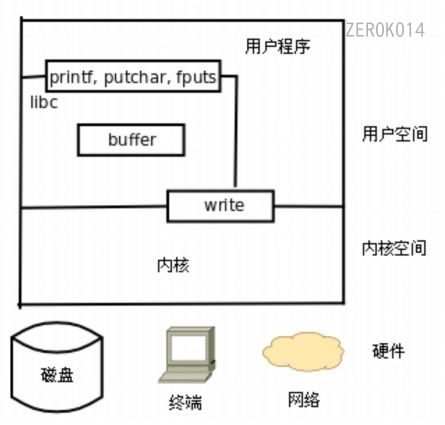 ZEROK014
用户程序
printf, putchar, fputs
libc
buffer
用户空间
write
内核空间
内核
磁盘
终端
网络
硬件